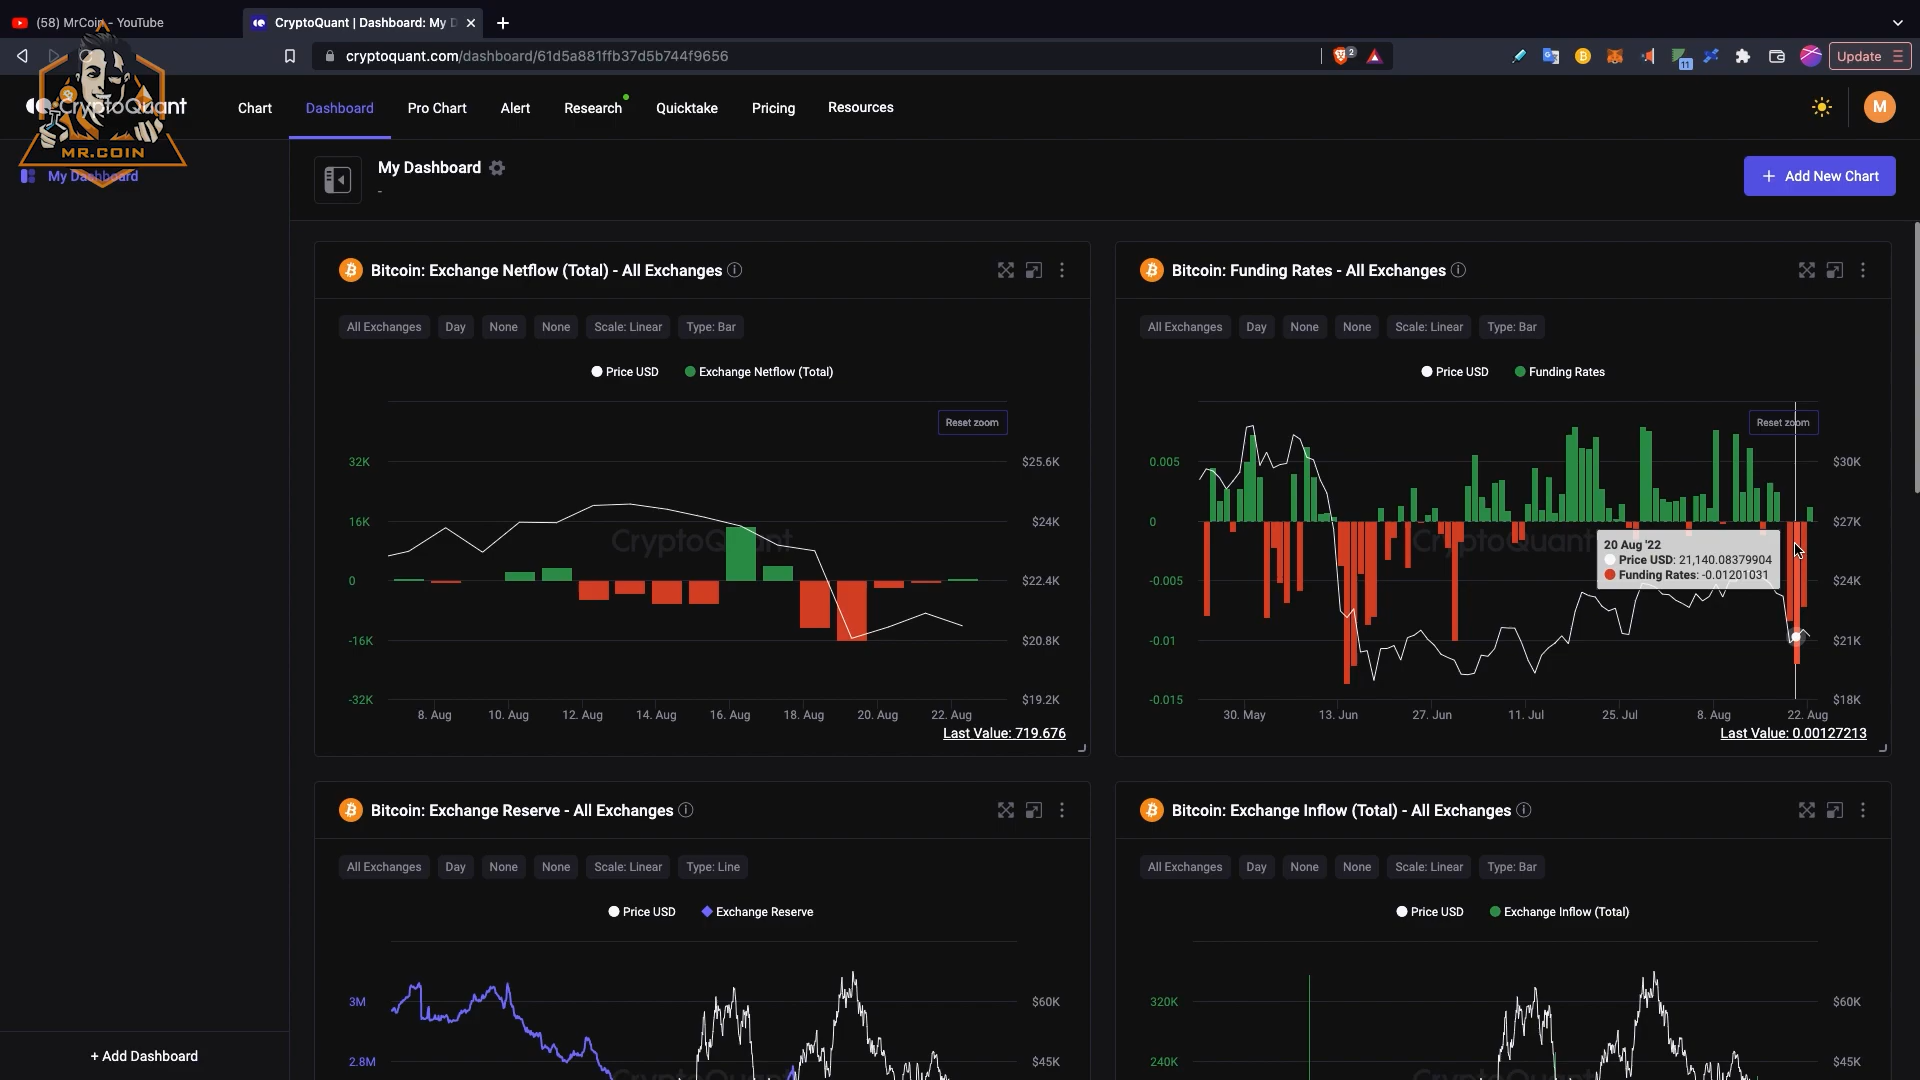 (58) MrCoin - YouTube
CryptoQuant | Dashboard: My D
cryptoquant.com/dashboard/61d5a881ffb37d5b744f9656
2
11
Update
CryptoQuant
MR.COIN
Chart
Dashboard
Pro Chart
Alert
Research
Quicktake
Pricing
Resources
M
My Dashboard
My Dashboard
-
+ Add New Chart
Bitcoin: Exchange Netflow (Total) - All Exchanges
All Exchanges Day None None Scale: Linear Type: Bar
Price USD Exchange Netflow (Total)
Reset zoom
32K $25.6K
16K $24K
CryptoQuant
0 $22.4K
-16K $20.8K
-32K $19.2K
8. Aug 10. Aug 12. Aug 14. Aug 16. Aug 18. Aug 20. Aug 22. Aug
Last Value: 719.676
Bitcoin: Funding Rates - All Exchanges
All Exchanges Day None None Scale: Linear Type: Bar
Price USD Funding Rates
Reset zoom
0.005 $30K
0 $27K
CryptoQuant
20 Aug '22
Price USD: 21,140.08379904
Funding Rates: -0.01201031
-0.005 $24K
-0.01 $21K
-0.015 $18K
30. May 13. Jun 27. Jun 11. Jul 25. Jul 8. Aug 22. Aug
Last Value: 0.00127213
Bitcoin: Exchange Reserve - All Exchanges
All Exchanges Day None None Scale: Linear Type: Line
Price USD Exchange Reserve
3M $60K
2.8M $45K
CryptoQuant
Bitcoin: Exchange Inflow (Total) - All Exchanges
All Exchanges Day None None Scale: Linear Type: Bar
Price USD Exchange Inflow (Total)
320K $60K
240K $45K
CryptoQuant
+ Add Dashboard